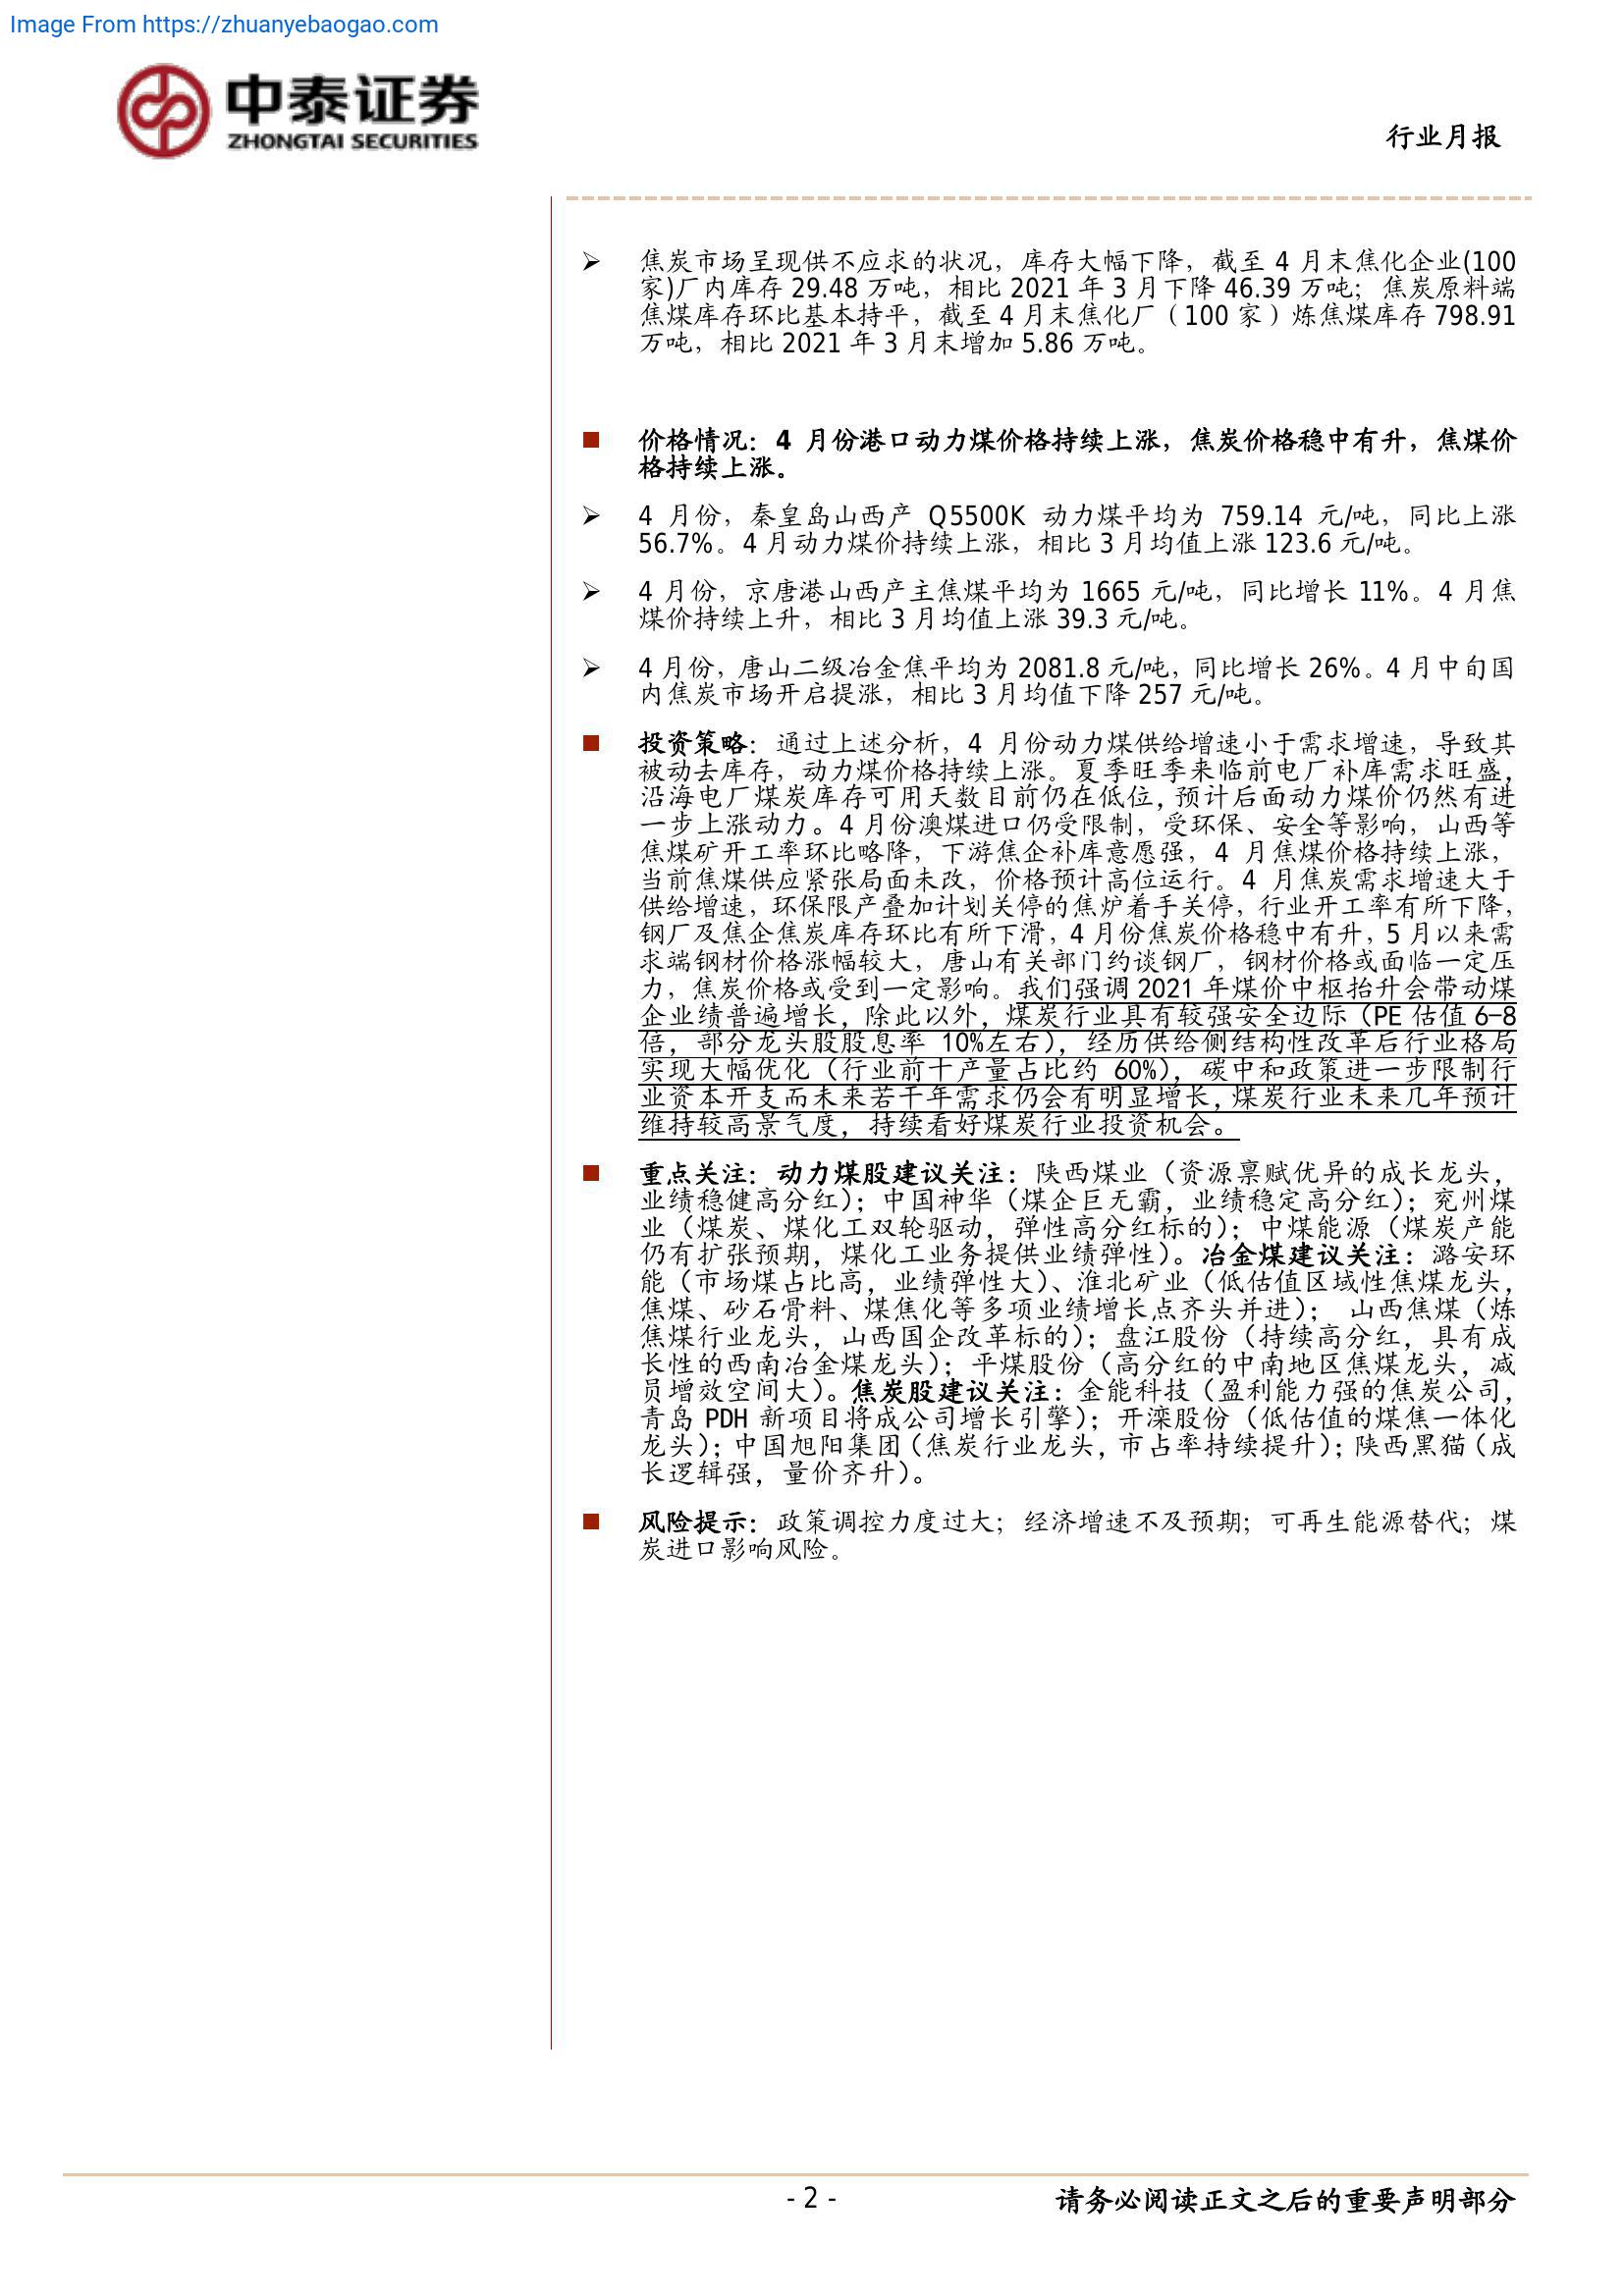 Image From https://zhuanyebaogao.com
中泰证券
ZHONGTAI SECURITIES
行业月报
➢ 焦炭市场呈现供不应求的状况，库存大幅下降，截至 4 月末焦化企业(100
家)厂内库存 29.48 万吨，相比 2021 年 3 月下降 46.39 万吨；焦炭原料端
焦煤库存环比基本持平，截至 4 月末焦化厂（100 家）炼焦煤库存 798.91
万吨，相比 2021 年 3 月末增加 5.86 万吨。
■ 价格情况：4 月份港口动力煤价格持续上涨，焦炭价格稳中有升，焦煤价
格持续上涨。
➢ 4 月份，秦皇岛山西产 Q5500K 动力煤平均为 759.14 元/吨，同比上涨
56.7%。4 月动力煤价持续上涨，相比 3 月均值上涨 123.6 元/吨。
➢ 4 月份，京唐港山西产主焦煤平均为 1665 元/吨，同比增长 11%。4 月焦
煤价持续上升，相比 3 月均值上涨 39.3 元/吨。
➢ 4 月份，唐山二级冶金焦平均为 2081.8 元/吨，同比增长 26%。4 月中旬国
内焦炭市场开启提涨，相比 3 月均值下降 257 元/吨。
■ 投资策略：通过上述分析，4 月份动力煤供给增速小于需求增速，导致其
被动去库存，动力煤价格持续上涨。夏季旺季来临前电厂补库需求旺盛，
沿海电厂煤炭库存可用天数目前仍在低位，预计后面动力煤价仍然有进
一步上涨动力。4 月份澳煤进口仍受限制，受环保、安全等影响，山西等
焦煤矿开工率环比略降，下游焦企补库意愿强，4 月焦煤价格持续上涨，
当前焦煤供应紧张局面未改，价格预计高位运行。4 月焦炭需求增速大于
供给增速，环保限产叠加计划关停的焦炉着手关停，行业开工率有所下降，
钢厂及焦企焦炭库存环比有所下滑，4 月份焦炭价格稳中有升，5 月以来需
求端钢材价格涨幅较大，唐山有关部门约谈钢厂，钢材价格或面临一定压
力，焦炭价格或受到一定影响。我们强调 2021 年煤价中枢抬升会带动煤
企业绩普遍增长，除此以外，煤炭行业具有较强安全边际（PE 估值 6-8
倍，部分龙头股股息率 10%左右），经历供给侧结构性改革后行业格局
实现大幅优化（行业前十产量占比约 60%），碳中和政策进一步限制行
业资本开支而未来若干年需求仍会有明显增长，煤炭行业未来几年预计
维持较高景气度，持续看好煤炭行业投资机会。
■ 重点关注：动力煤股建议关注：陕西煤业（资源禀赋优异的成长龙头，
业绩稳健高分红）；中国神华（煤企巨无霸，业绩稳定高分红）；兖州煤
业（煤炭、煤化工双轮驱动，弹性高分红标的）；中煤能源（煤炭产能
仍有扩张预期，煤化工业务提供业绩弹性）。冶金煤建议关注：潞安环
能（市场煤占比高，业绩弹性大）、淮北矿业（低估值区域性焦煤龙头，
焦煤、砂石骨料、煤焦化等多项业绩增长点齐头并进）； 山西焦煤（炼
焦煤行业龙头，山西国企改革标的）；盘江股份（持续高分红，具有成
长性的西南冶金煤龙头）；平煤股份（高分红的中南地区焦煤龙头，减
员增效空间大）。焦炭股建议关注：金能科技（盈利能力强的焦炭公司，
青岛 PDH 新项目将成公司增长引擎）；开滦股份（低估值的煤焦一体化
龙头）；中国旭阳集团（焦炭行业龙头，市占率持续提升）；陕西黑猫（成
长逻辑强，量价齐升）。
■ 风险提示：政策调控力度过大；经济增速不及预期；可再生能源替代；煤
炭进口影响风险。
- 2 -
请务必阅读正文之后的重要声明部分